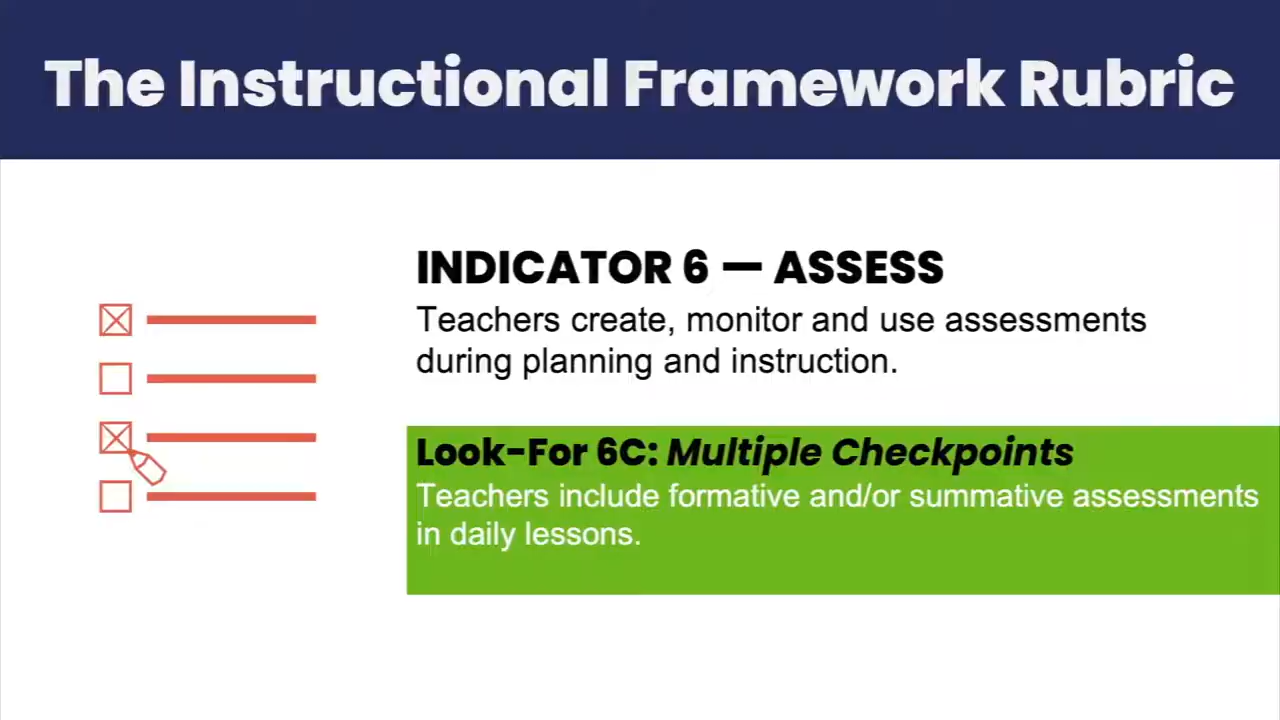 The Instructional Framework Rubric
INDICATOR 6 — ASSESS
Teachers create, monitor and use assessments
during planning and instruction.
Look-For 6C: Multiple Checkpoints
Teachers include formative and/or summative assessments
in daily lessons.